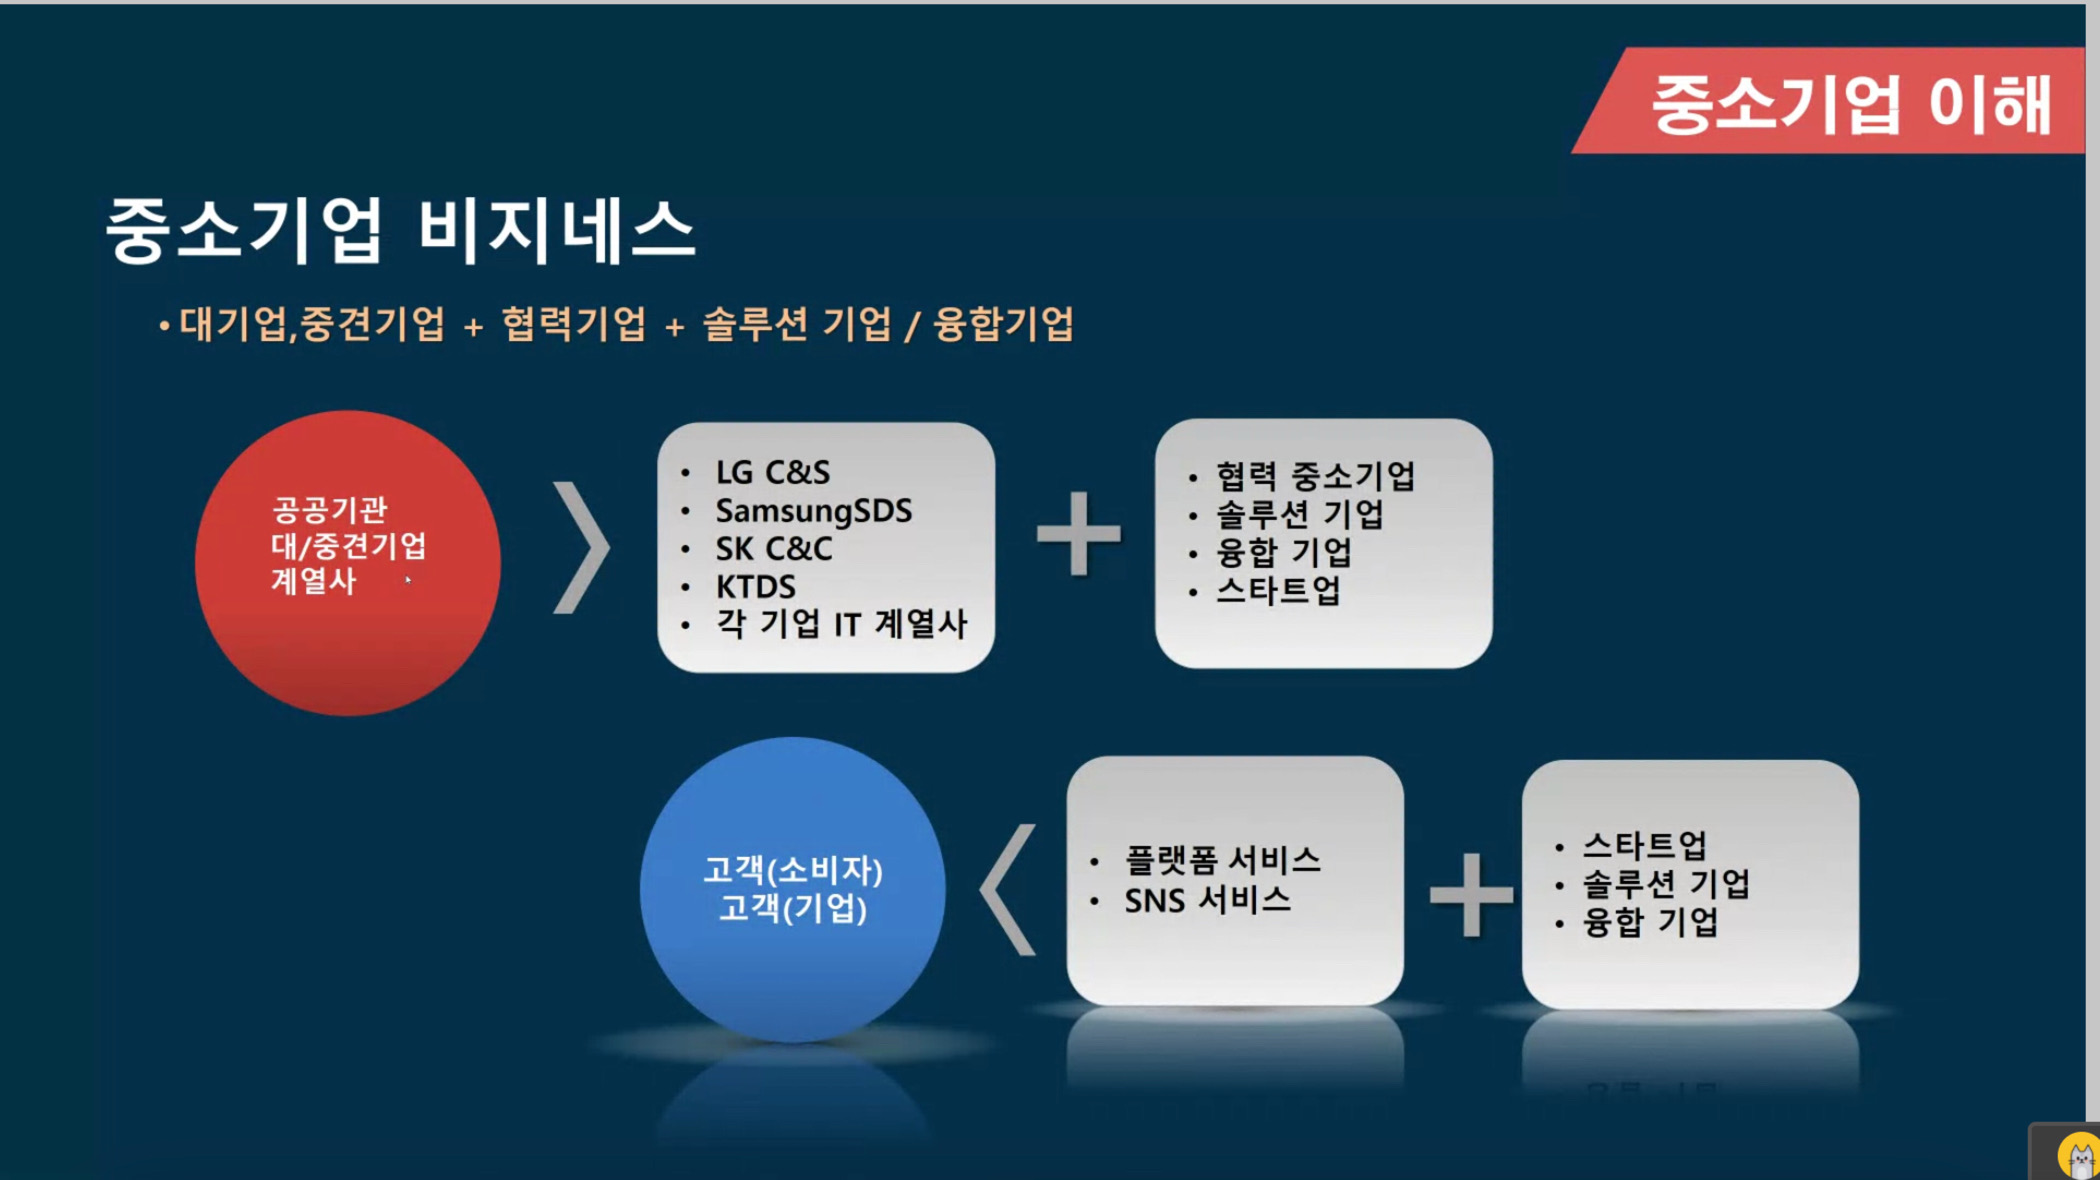 중소기업 이해
중소기업 비지네스
• 대기업,중견기업 + 협력기업 + 솔루션 기업 / 융합기업
공공기관
대/중견기업
계열사
• LG C&S
• SamsungSDS
• SK C&C
• KTDS
• 각 기업 IT 계열사
• 협력 중소기업
• 솔루션 기업
• 융합 기업
• 스타트업
고객(소비자)
고객(기업)
• 플랫폼 서비스
• SNS 서비스
• 스타트업
• 솔루션 기업
• 융합 기업